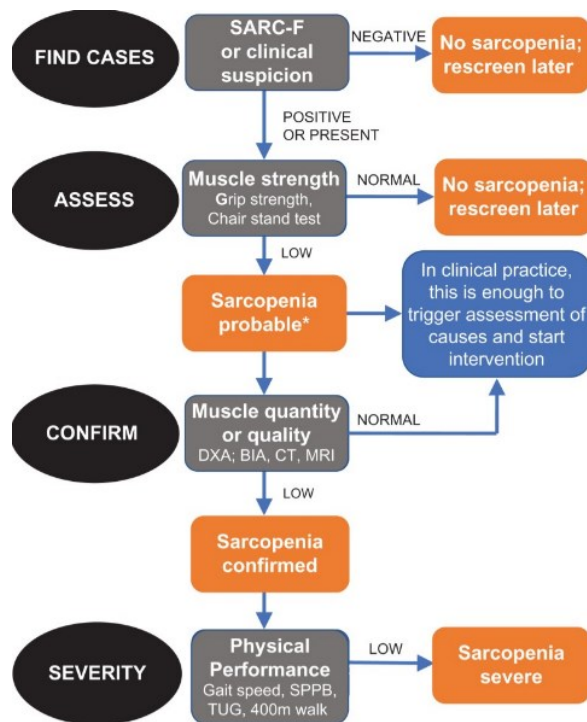 FIND CASES
SARC-F
or clinical
suspicion
NEGATIVE
No sarcopenia;
rescreen later
POSITIVE
OR PRESENT
ASSESS
Muscle strength
Grip strength,
Chair stand test
NORMAL
No sarcopenia;
rescreen later
LOW
Sarcopenia
probable*
In clinical practice,
this is enough to
trigger assessment of
causes and start
intervention
CONFIRM
Muscle quantity
or quality
DXA; BIA, CT, MRI
NORMAL
LOW
Sarcopenia
confirmed
SEVERITY
Physical
Performance
Gait speed, SPPB,
TUG, 400m walk
LOW
Sarcopenia
severe